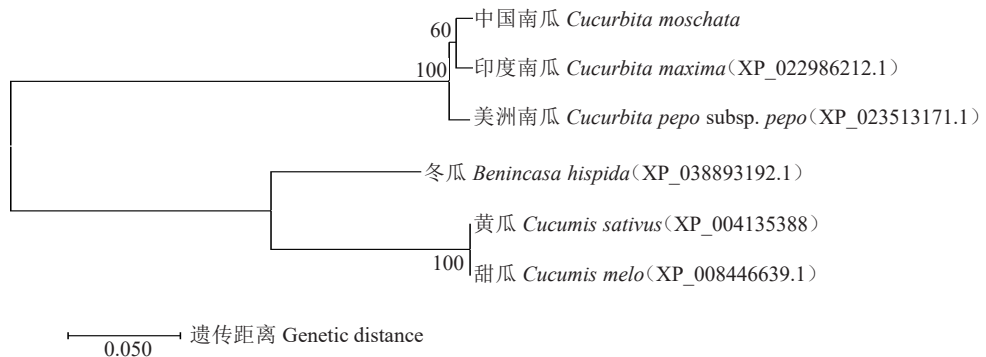 中国南瓜 Cucurbita moschata
60
印度南瓜 Cucurbita maxima（XP_022986212.1）
100
美洲南瓜 Cucurbita pepo subsp. pepo（XP_023513171.1）
冬瓜 Benincasa hispida（XP_038893192.1）
黄瓜 Cucumis sativus（XP_004135388）
100
甜瓜 Cucumis melo（XP_008446639.1）
遗传距离 Genetic distance
0.050